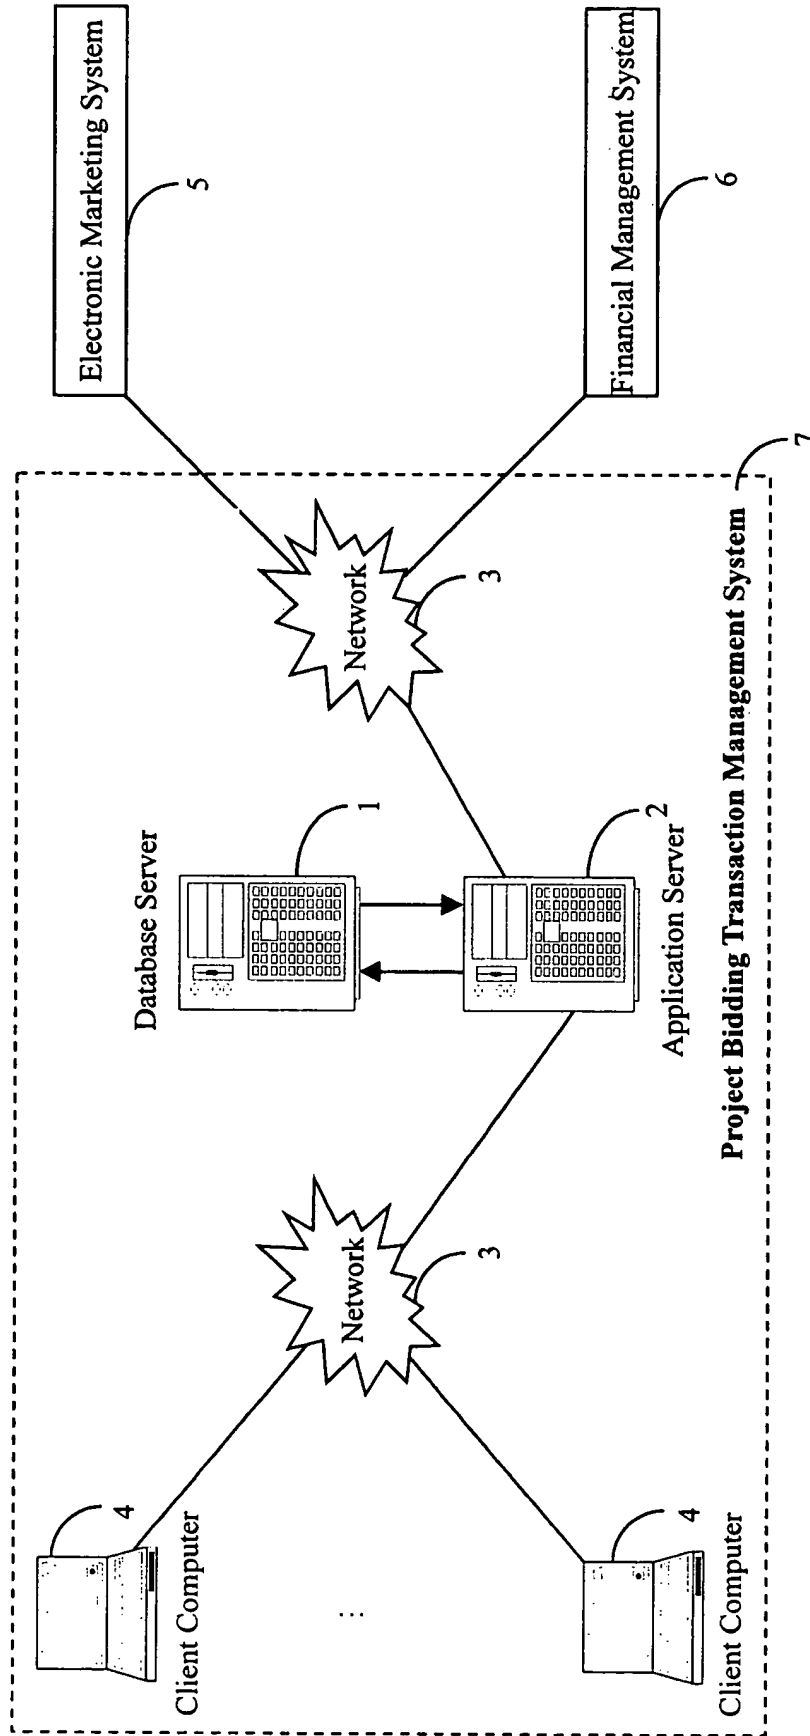 Client Computer
4
⋮
Client Computer
4
Network
3
Database Server
1
Application Server
2
Network
3
Project Bidding Transaction Management System
7
Electronic Marketing System
5
Financial Management System
6